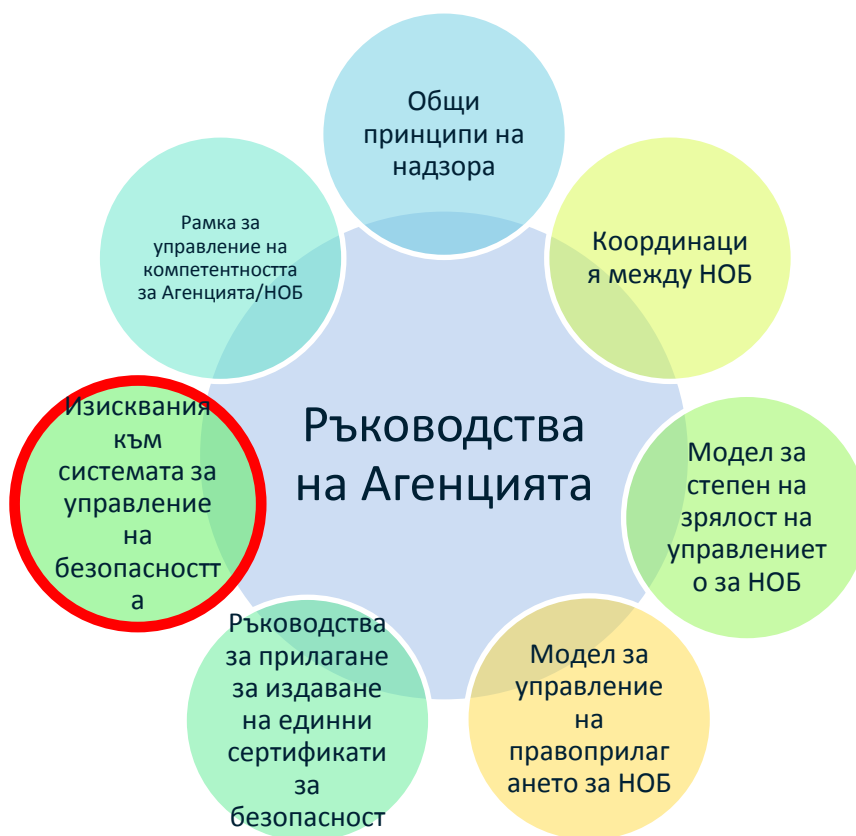 Общи
принципи на
надзора
Координаци
я между НОБ
Модел за
степен на
зрялост на
управлениет
о за НОБ
Модел за
управление
на
правоприлаг
ането за НОБ
Ръководства
за прилагане
за издаване
на единни
сертификати
за
безопасност
Изисквания
към
системата за
управление
на
безопасностт
а
Рамка за
управление на
компетентността
за Агенцията/НОБ
Ръководства
на Агенцията